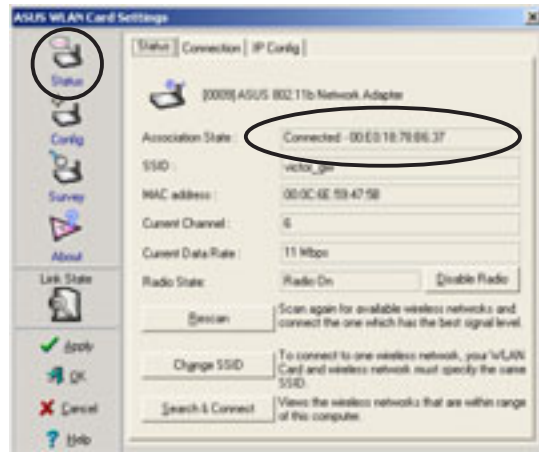 ASUS WLAN Card Settings
Status
Config
Survey
About
Link State
Apply
OK
Cancel
Help
Status Connection IP Config
[0009] ASUS 802.11b Network Adapter
Association State : Connected - 00:E0:18:78:B6:37
SSID :
MAC address : 00:0C:6E:59:47:5B
Current Channel : 6
Current Data Rate : 11 Mbps
Radio State: Radio On Disable Radio
Rescan
Scan again for available wireless networks and
connect the one which has the best signal level.
Change SSID
To connect to one wireless network, your WLAN
Card and wireless network must specify the same
SSID.
Search & Connect
Views the wireless networks that are within range
of this computer.